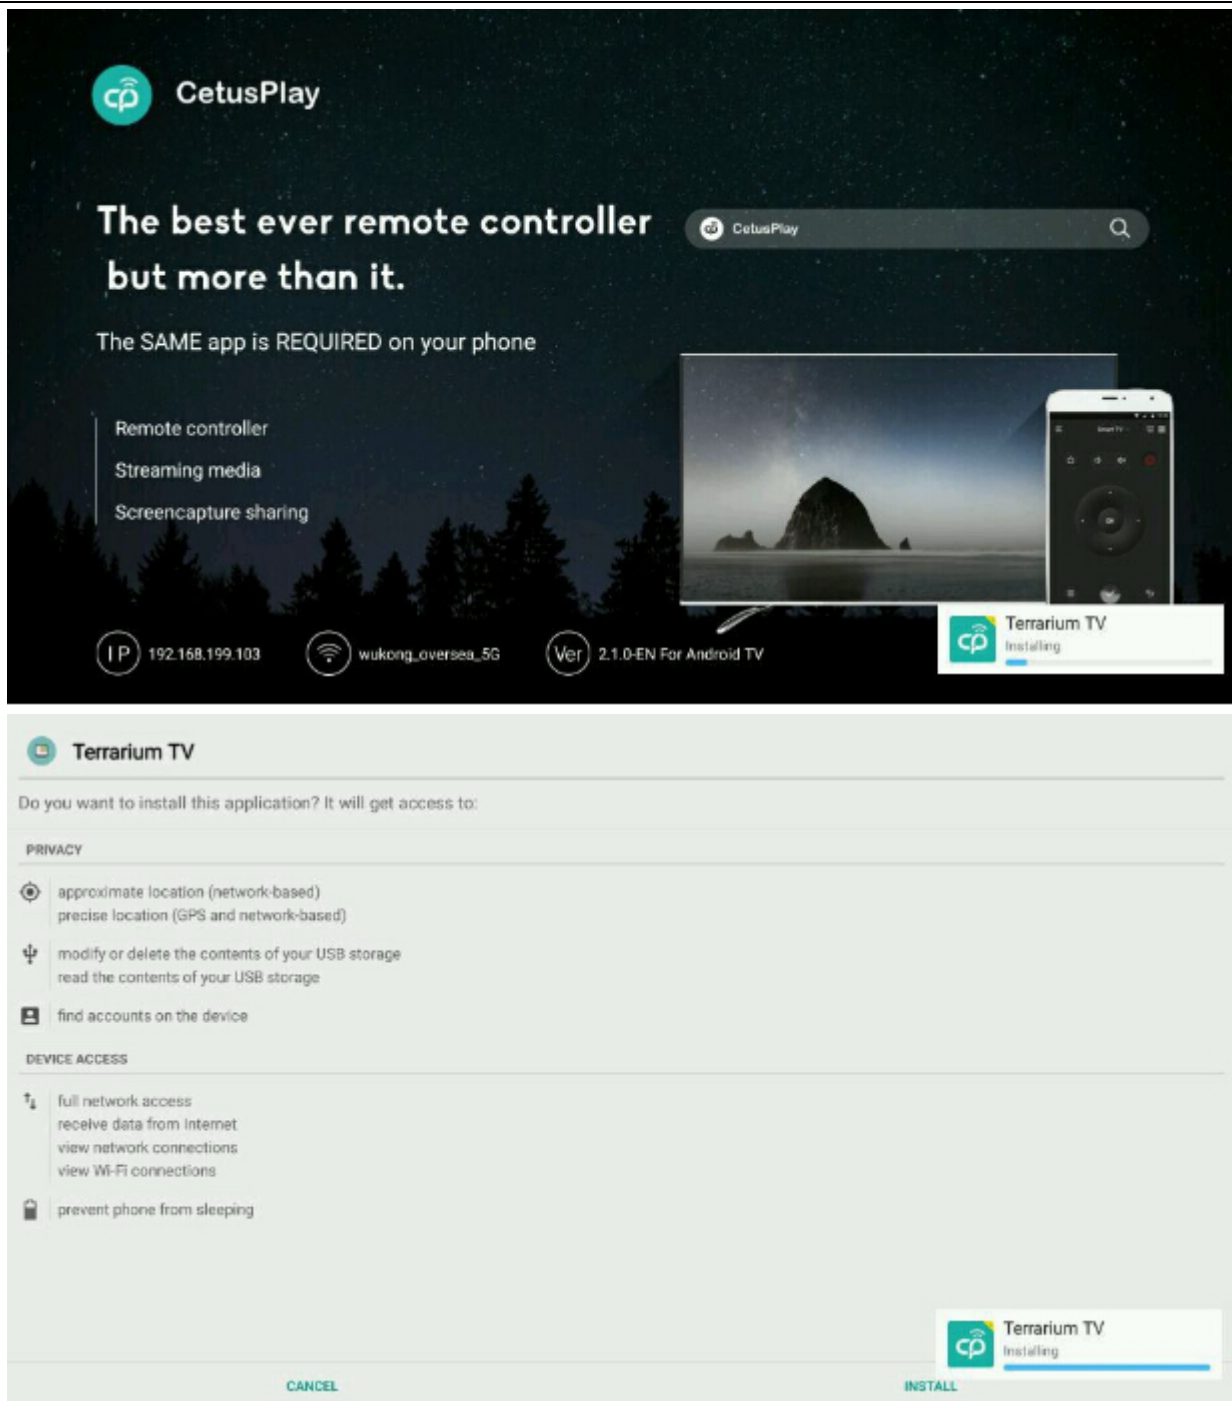 CetusPlay
The best ever remote controller
but more than it.
CetusPlay
The SAME app is REQUIRED on your phone
Remote controller
Streaming media
Screencapture sharing
Smart TV
IP 192.168.199.103
wukong_oversea_5G
Ver 2.1.0-EN For Android TV
cp
Terrarium TV
Installing
Terrarium TV
Do you want to install this application? It will get access to:
PRIVACY
approximate location (network-based)
precise location (GPS and network-based)
modify or delete the contents of your USB storage
read the contents of your USB storage
find accounts on the device
DEVICE ACCESS
full network access
receive data from Internet
view network connections
view Wi-Fi connections
prevent phone from sleeping
cp
Terrarium TV
Installing
CANCEL
INSTALL